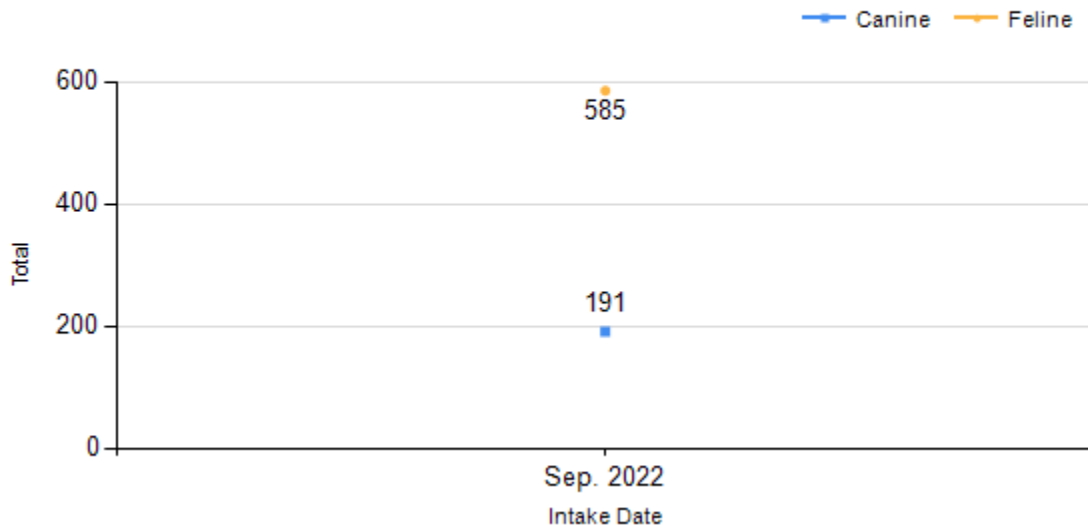 Canine Feline
600
585
400
Total
191
200
0
Sep. 2022
Intake Date